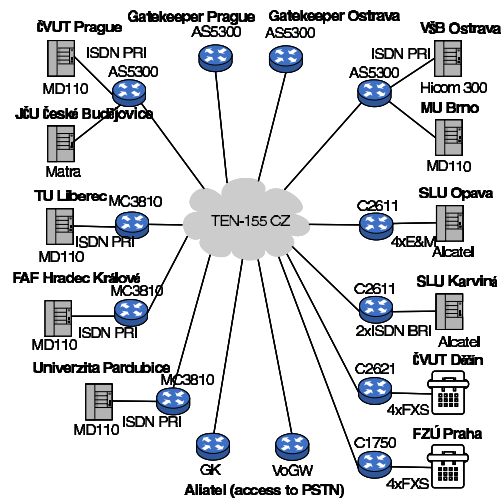 ČVUT Prague
ISDN PRI
MD110
AS5300
JČU České Budějovice
Matra
Gatekeeper Prague
AS5300
Gatekeeper Ostrava
AS5300
VŠB Ostrava
ISDN PRI
Hicom 300
AS5300
MU Brno
MD110
TU Liberec
MC3810
ISDN PRI
MD110
TEN-155 CZ
C2611
SLU Opava
4xE&M
Alcatel
FAF Hradec Králové
MC3810
ISDN PRI
MD110
C2611
SLU Karviná
2xISDN BRI
Alcatel
Univerzita Pardubice
MC3810
ISDN PRI
MD110
C2621
ČVUT Děčín
4xFXS
C1750
FZÚ Praha
4xFXS
GK
VoGW
Aliatel (access to PSTN)